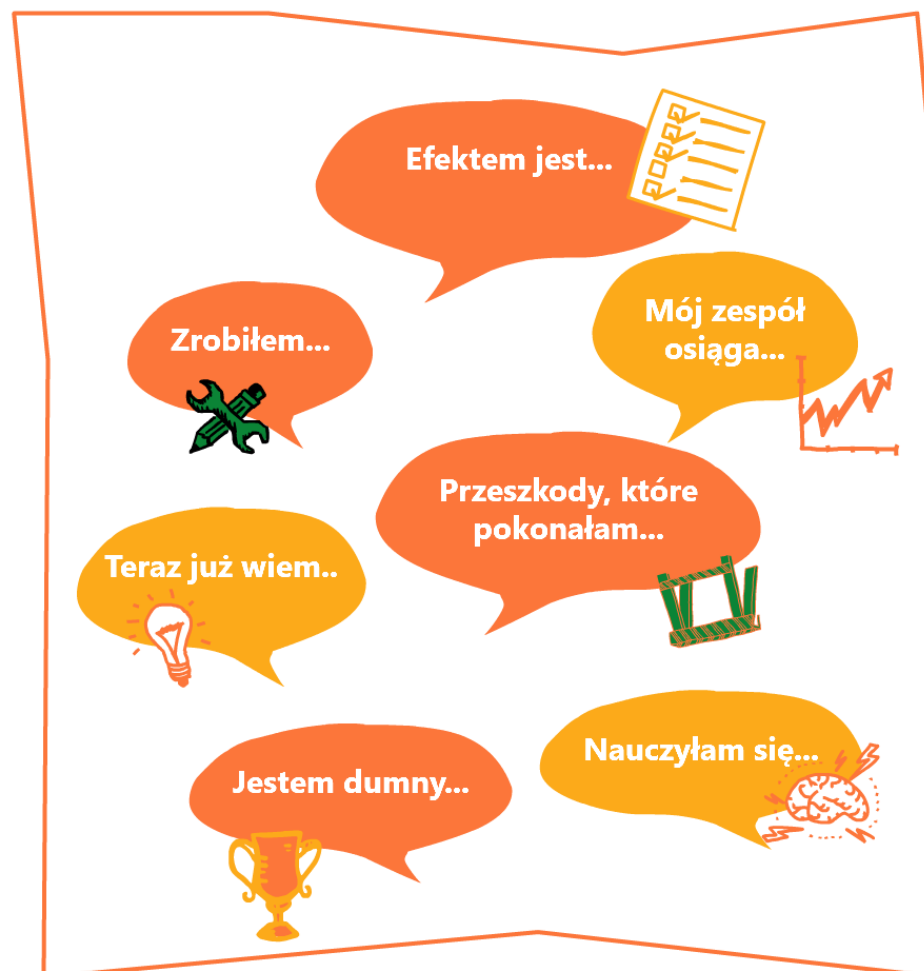 Efektem jest...
Zrobiłem...
Mój zespół
osiąga...
Przeszkody, które
pokonałam...
Teraz już wiem..
Nauczyłam się...
Jestem dumny...